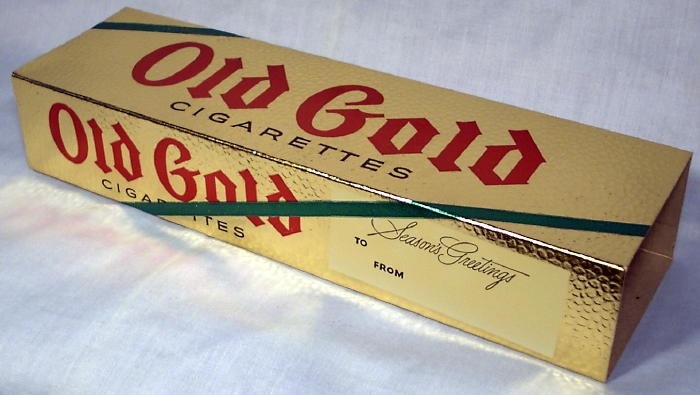 Old Gold
CIGARETTES
Old Gold
CIGARETTES
Season's Greetings
TO
FROM